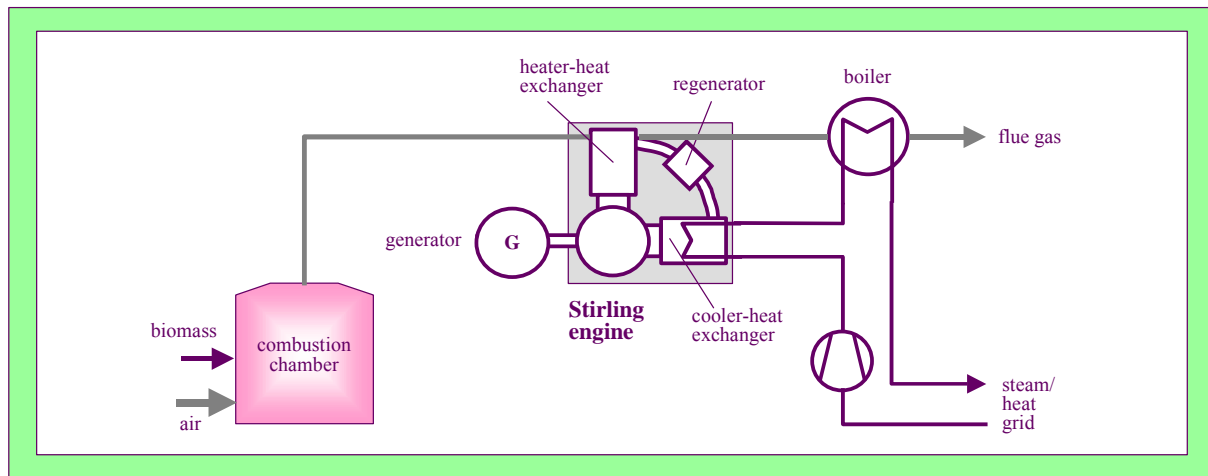 heater-heat
exchanger
regenerator
boiler
flue gas
generator
G
Stirling
engine
cooler-heat
exchanger
biomass
combustion
chamber
air
steam/
heat
grid